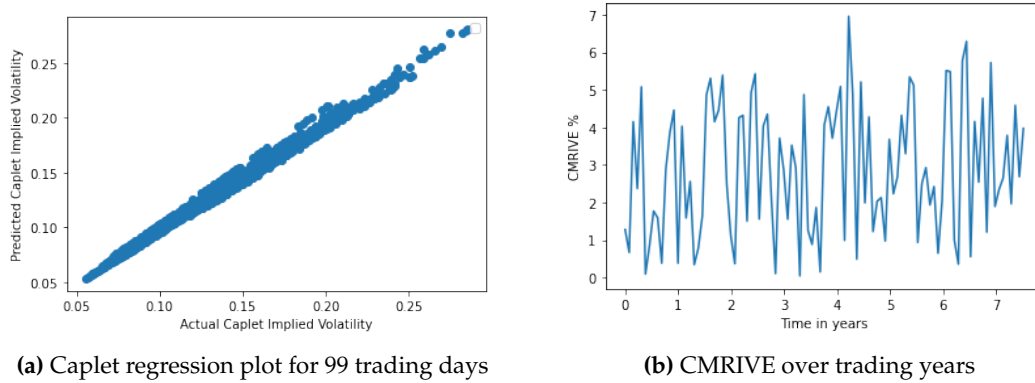 0.25
0.20
0.15
0.10
0.05
Predicted Caplet Implied Volatility
0.05 0.10 0.15 0.20 0.25
Actual Caplet Implied Volatility
(a) Caplet regression plot for 99 trading days
7
6
5
4
3
2
1
0
CMRIVE %
0 1 2 3 4 5 6 7
Time in years
(b) CMRIVE over trading years